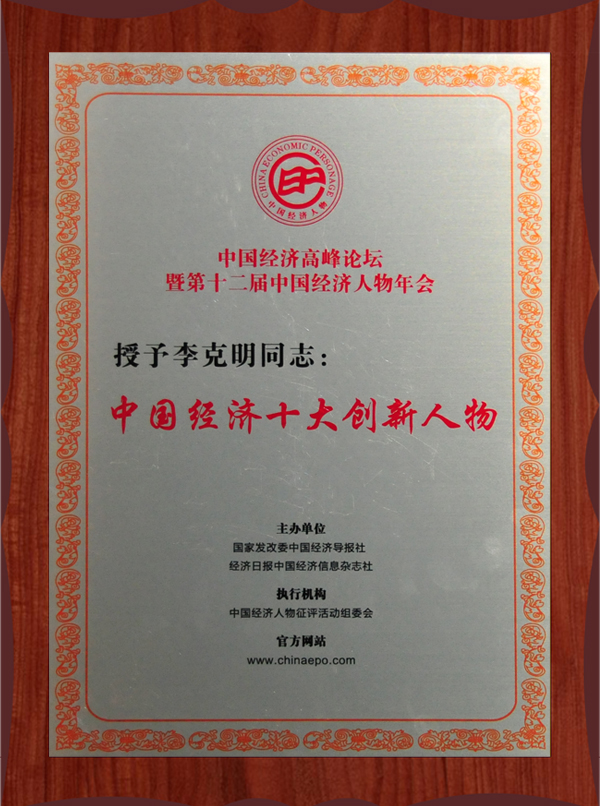 CHINA ECONOMIC PERSONAGE
中国经济人物
中国经济高峰论坛
暨第十二届中国经济人物年会
授予李克明同志：
中国经济十大创新人物
主办单位
国家发改委中国经济导报社
经济日报中国经济信息杂志社
执行机构
中国经济人物征评活动组委会
官方网站
www.chinaepo.com